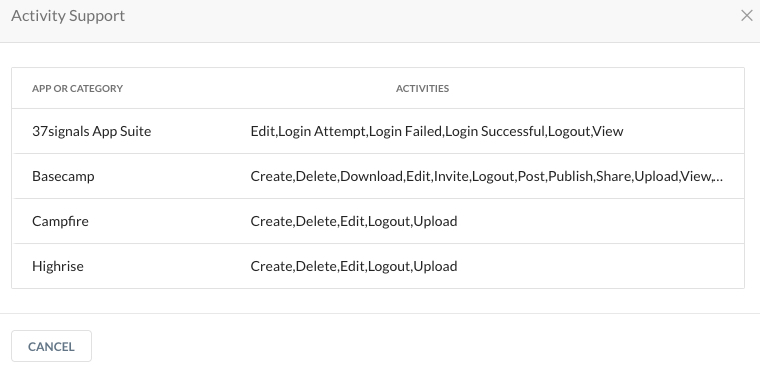 Activity Support
APP OR CATEGORY ACTIVITIES
37signals App Suite Edit,Login Attempt,Login Failed,Login Successful,Logout,View
Basecamp Create,Delete,Download,Edit,Invite,Logout,Post,Publish,Share,Upload,View,...
Campfire Create,Delete,Edit,Logout,Upload
Highrise Create,Delete,Edit,Logout,Upload
CANCEL